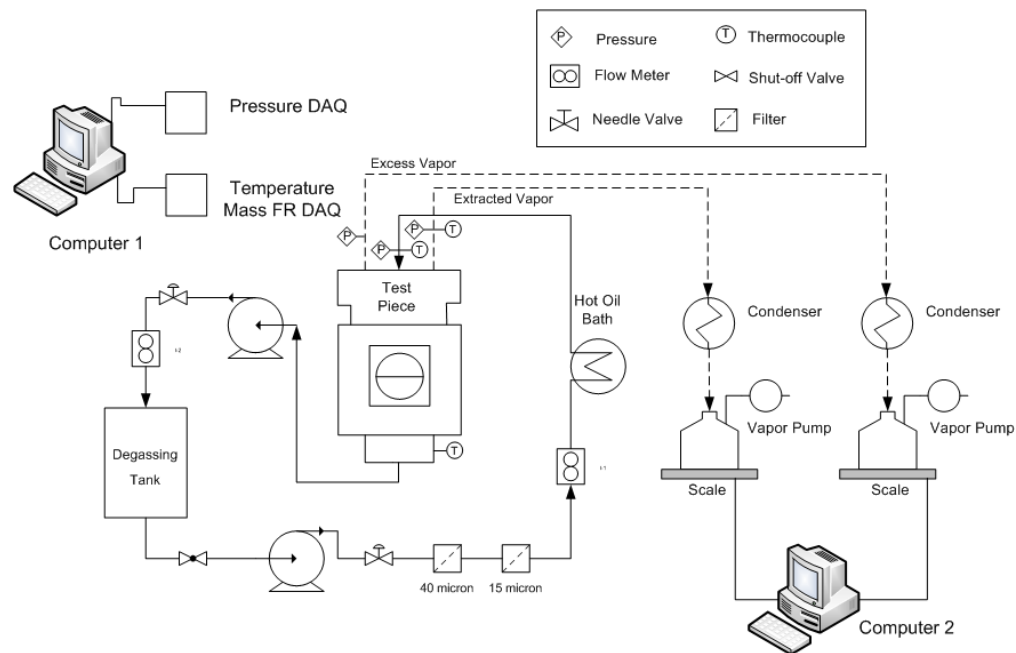 Pressure
Thermocouple
Flow Meter
Shut-off Valve
Needle Valve
Filter
Pressure DAQ
Temperature
Mass FR DAQ
Computer 1
Excess Vapor
Extracted Vapor
P
P
T
P
T
P
T
Test
Piece
Hot Oil
Bath
Condenser
Condenser
Vapor Pump
Vapor Pump
Degassing
Tank
T
Scale
Scale
40 micron
15 micron
Computer 2